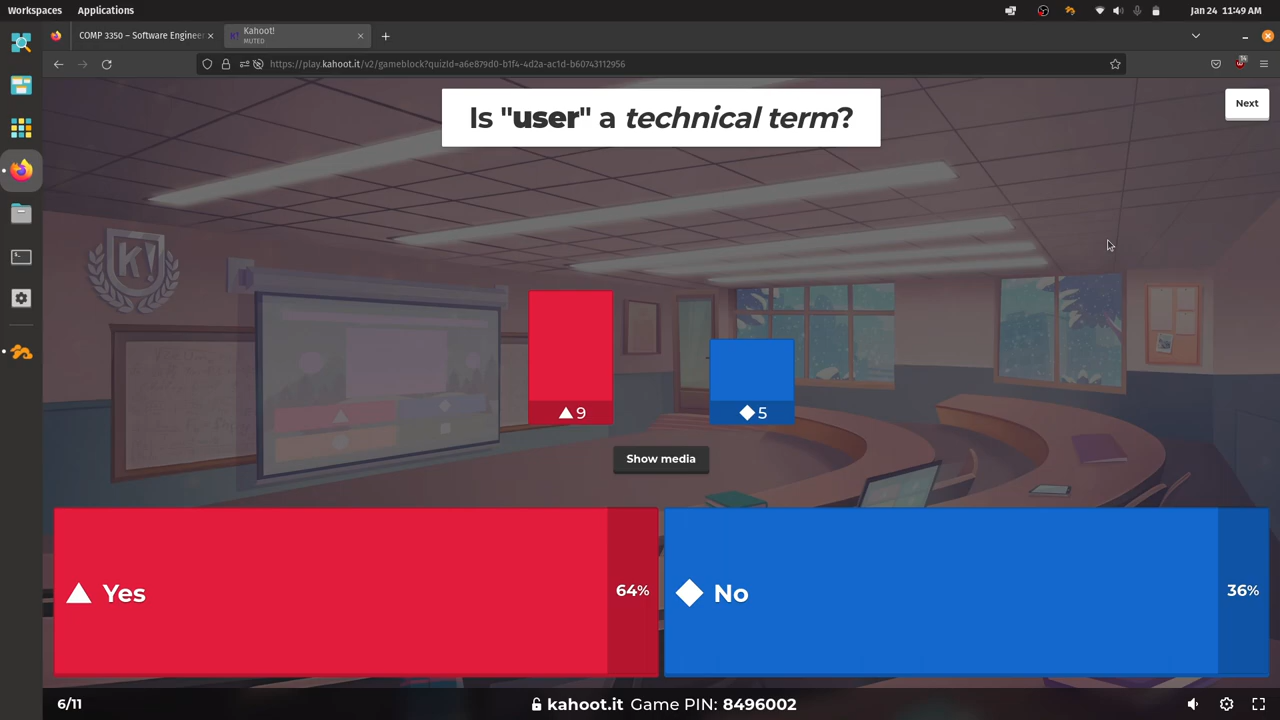 Workspaces Applications Jan 24 11:49 AM
COMP 3350 – Software Engineer Kahoot!
MUTED
https://play.kahoot.it/v2/gameblock?quizId=a6e879d0-b1f4-4d2a-ac1d-b60743112956 14
Is "user" a technical term?
Next
K!
9
5
Show media
Yes
64%
No
36%
6/11
kahoot.it Game PIN: 8496002